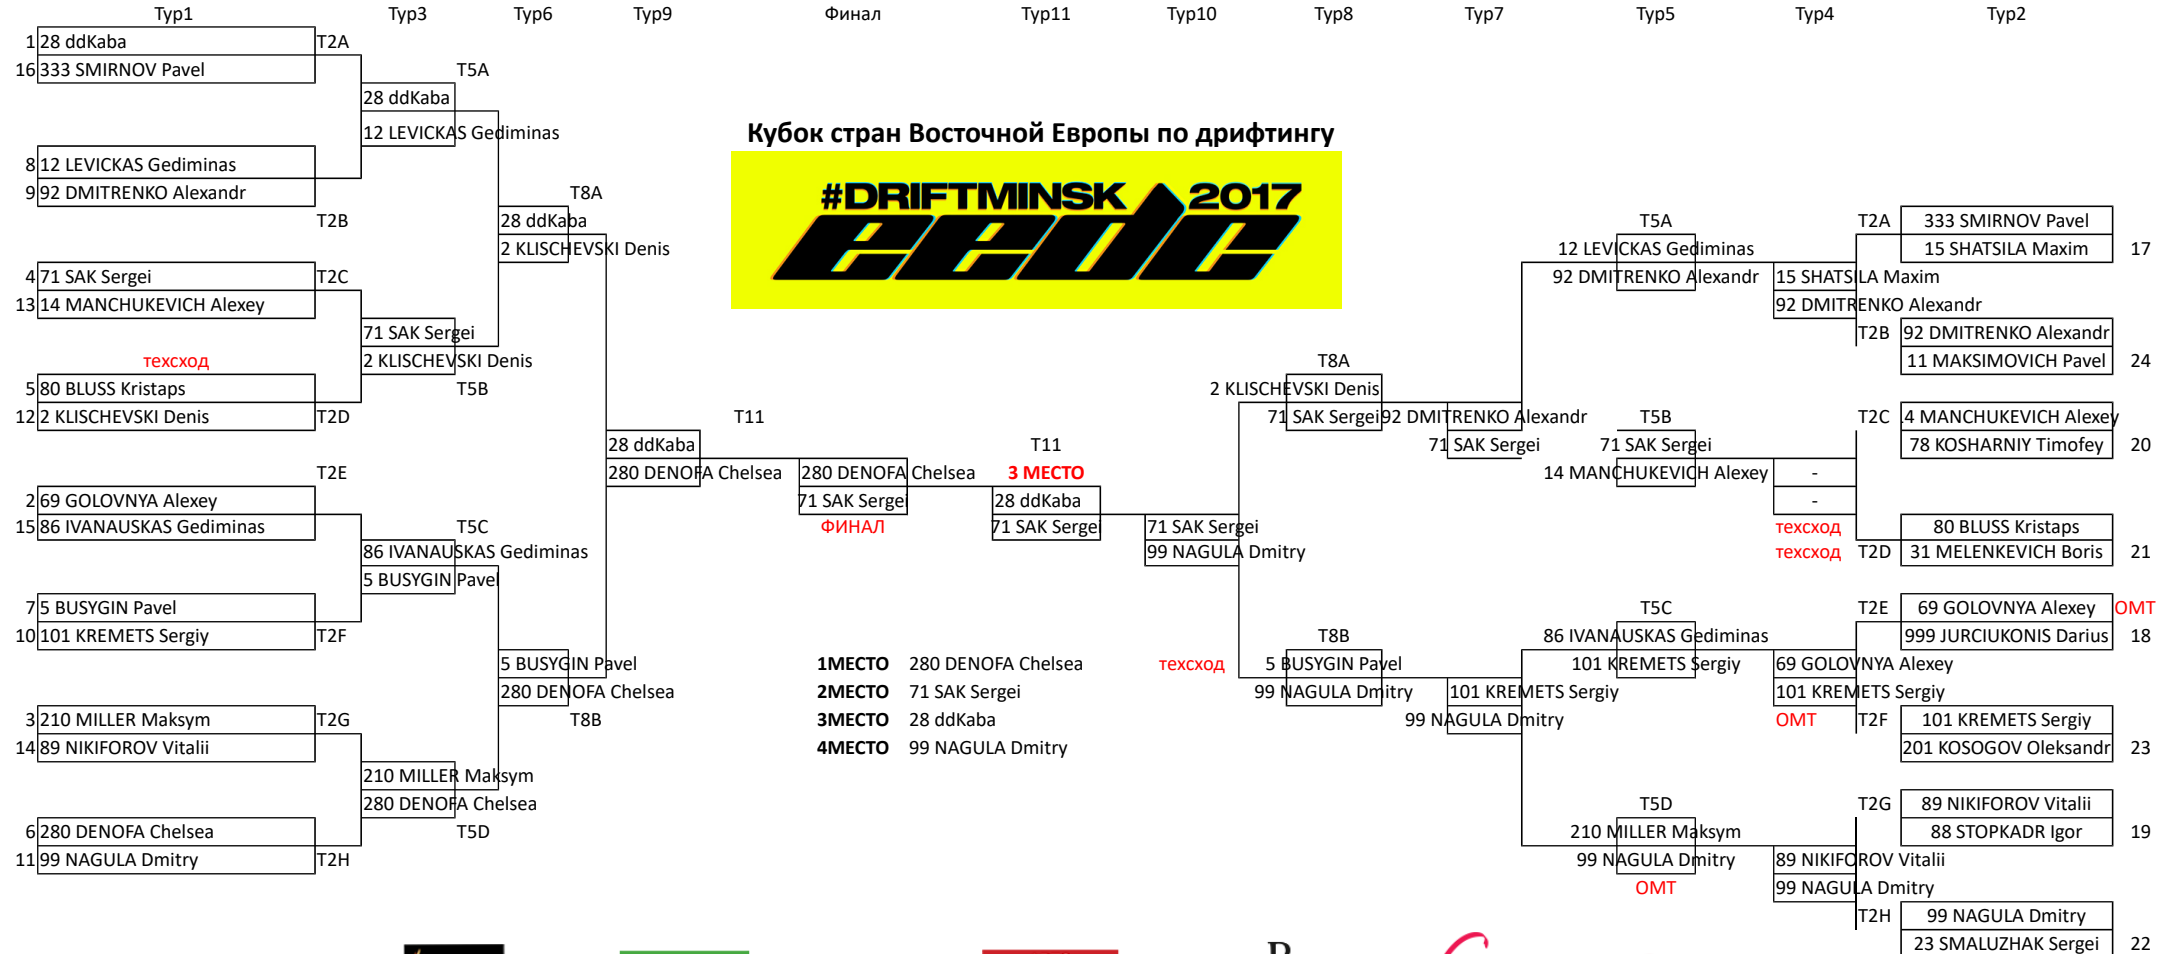 Тур1 Тур3 Тур6 Тур9 Финал Тур11 Тур10 Тур8 Тур7 Тур5 Тур4 Тур2
1 28 ddKaba T2A
16 333 SMIRNOV Pavel T5A
28 ddKaba
12 LEVICKAS Gediminas
Кубок стран Восточной Европы по дрифтингу
8 12 LEVICKAS Gediminas
9 92 DMITRENKO Alexandr T8A #DRIFTMINSK 2017
T2B 28 ddKaba eedc T5A T2A 333 SMIRNOV Pavel
2 KLISCHEVSKI Denis 12 LEVICKAS Gediminas 15 SHATSILA Maxim 17
4 71 SAK Sergei T2C 92 DMITRENKO Alexandr 15 SHATSILA Maxim
13 14 MANCHUKEVICH Alexey 92 DMITRENKO Alexandr
71 SAK Sergei T2B 92 DMITRENKO Alexandr
техсход 2 KLISCHEVSKI Denis T8A 11 MAKSIMOVICH Pavel 24
5 80 BLUSS Kristaps T5B 2 KLISCHEVSKI Denis
12 2 KLISCHEVSKI Denis T2D T11 71 SAK Sergei 92 DMITRENKO Alexandr T5B T2C 4 MANCHUKEVICH Alexey
28 ddKaba T11 71 SAK Sergei 71 SAK Sergei 78 KOSHARNIY Timofey 20
T2E 280 DENOFA Chelsea 280 DENOFA Chelsea 3 МЕСТО 14 MANCHUKEVICH Alexey -
2 69 GOLOVNYA Alexey 71 SAK Sergei 28 ddKaba -
15 86 IVANAUSKAS Gediminas T5C ФИНАЛ 71 SAK Sergei 71 SAK Sergei техсход 80 BLUSS Kristaps
86 IVANAUSKAS Gediminas 99 NAGULA Dmitry техсход T2D 31 MELENKEVICH Boris 21
5 BUSYGIN Pavel
7 5 BUSYGIN Pavel T5C T2E 69 GOLOVNYA Alexey OMT
10 101 KREMETS Sergiy T2F T8B 86 IVANAUSKAS Gediminas 999 JURCIUKONIS Darius 18
5 BUSYGIN Pavel 1МЕСТО 280 DENOFA Chelsea техсход 5 BUSYGIN Pavel 101 KREMETS Sergiy 69 GOLOVNYA Alexey
280 DENOFA Chelsea 2МЕСТО 71 SAK Sergei 99 NAGULA Dmitry 101 KREMETS Sergiy 101 KREMETS Sergiy
3 210 MILLER Maksym T2G T8B 3МЕСТО 28 ddKaba 99 NAGULA Dmitry OMT T2F 101 KREMETS Sergiy
14 89 NIKIFOROV Vitalii 4МЕСТО 99 NAGULA Dmitry 201 KOSOGOV Oleksandr 23
210 MILLER Maksym
280 DENOFA Chelsea T5D T2G 89 NIKIFOROV Vitalii
6 280 DENOFA Chelsea T5D 210 MILLER Maksym 88 STOPKADR Igor 19
11 99 NAGULA Dmitry T2H 99 NAGULA Dmitry 89 NIKIFOROV Vitalii
OMT 99 NAGULA Dmitry
T2H 99 NAGULA Dmitry
23 SMALUZHAK Sergei 22